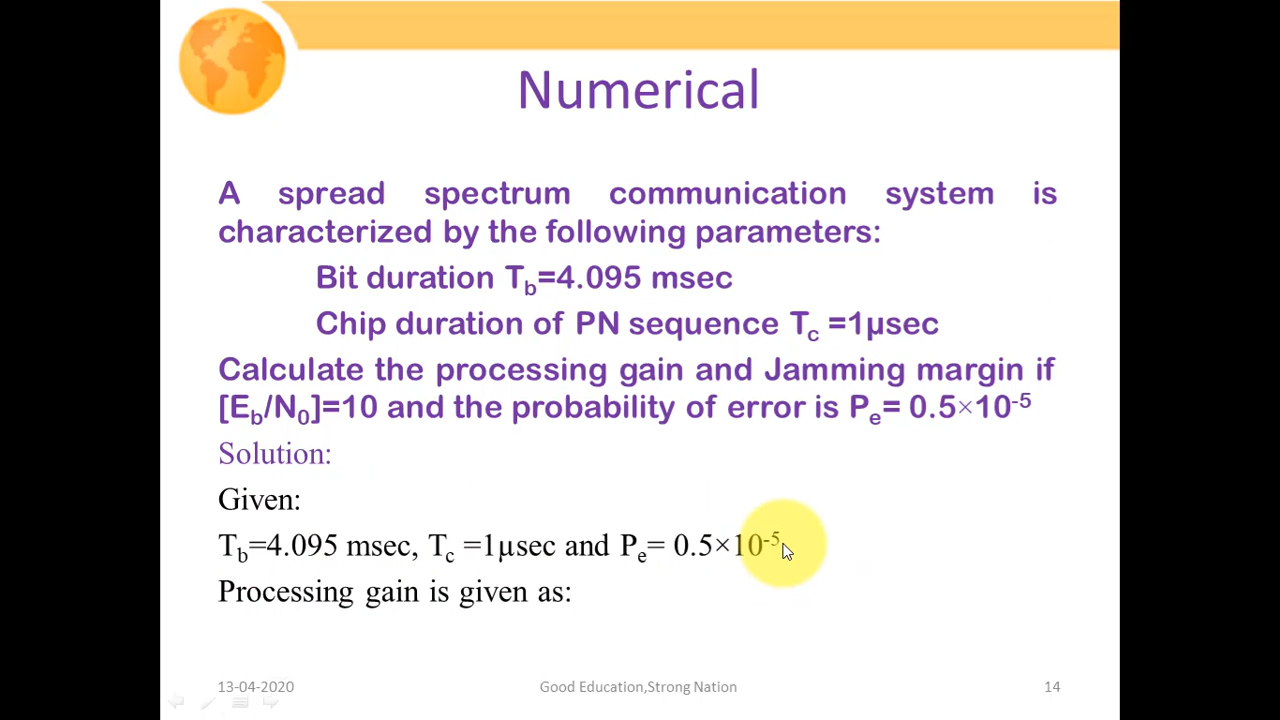 Numerical
A spread spectrum communication system is
characterized by the following parameters:
Bit duration Tb=4.095 msec
Chip duration of PN sequence Tc =1µsec
Calculate the processing gain and Jamming margin if
[Eb/N0]=10 and the probability of error is Pe= 0.5×10-5
Solution:
Given:
Tb=4.095 msec, Tc =1µsec and Pe= 0.5×10-5
Processing gain is given as:
13-04-2020 Good Education,Strong Nation 14